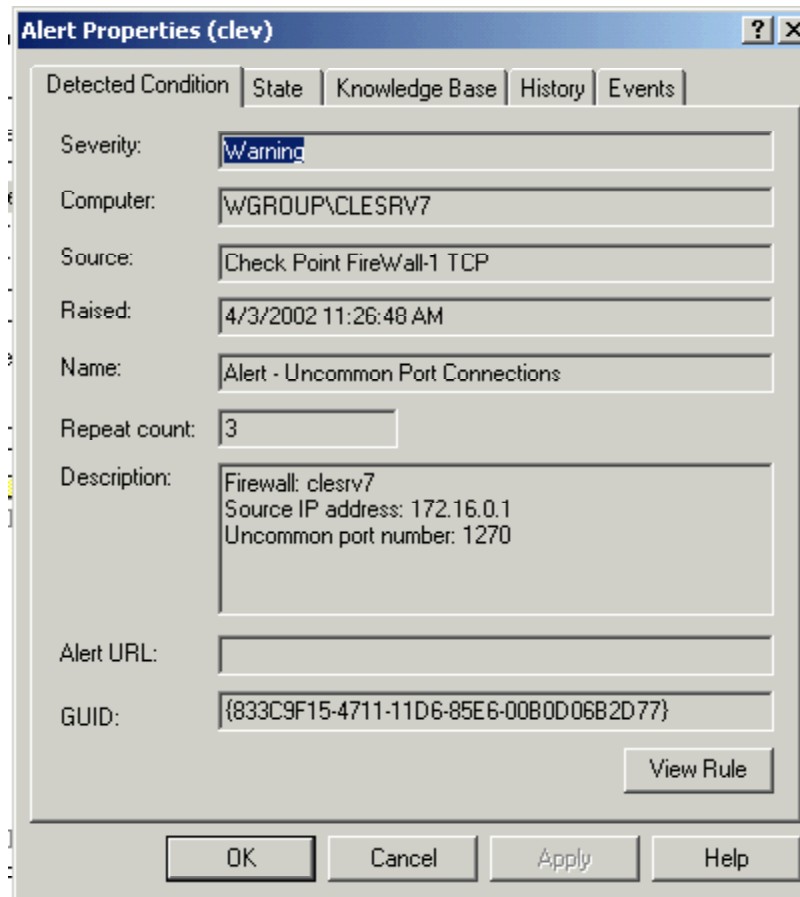 Alert Properties (clev)
Detected Condition State Knowledge Base History Events
Severity: Warning
Computer: WGROUP\CLESRV7
Source: Check Point FireWall-1 TCP
Raised: 4/3/2002 11:26:48 AM
Name: Alert - Uncommon Port Connections
Repeat count: 3
Description: Firewall: clesrv7
Source IP address: 172.16.0.1
Uncommon port number: 1270
Alert URL:
GUID: {833C9F15-4711-11D6-85E6-00B0D06B2D77}
View Rule
OK Cancel Apply Help